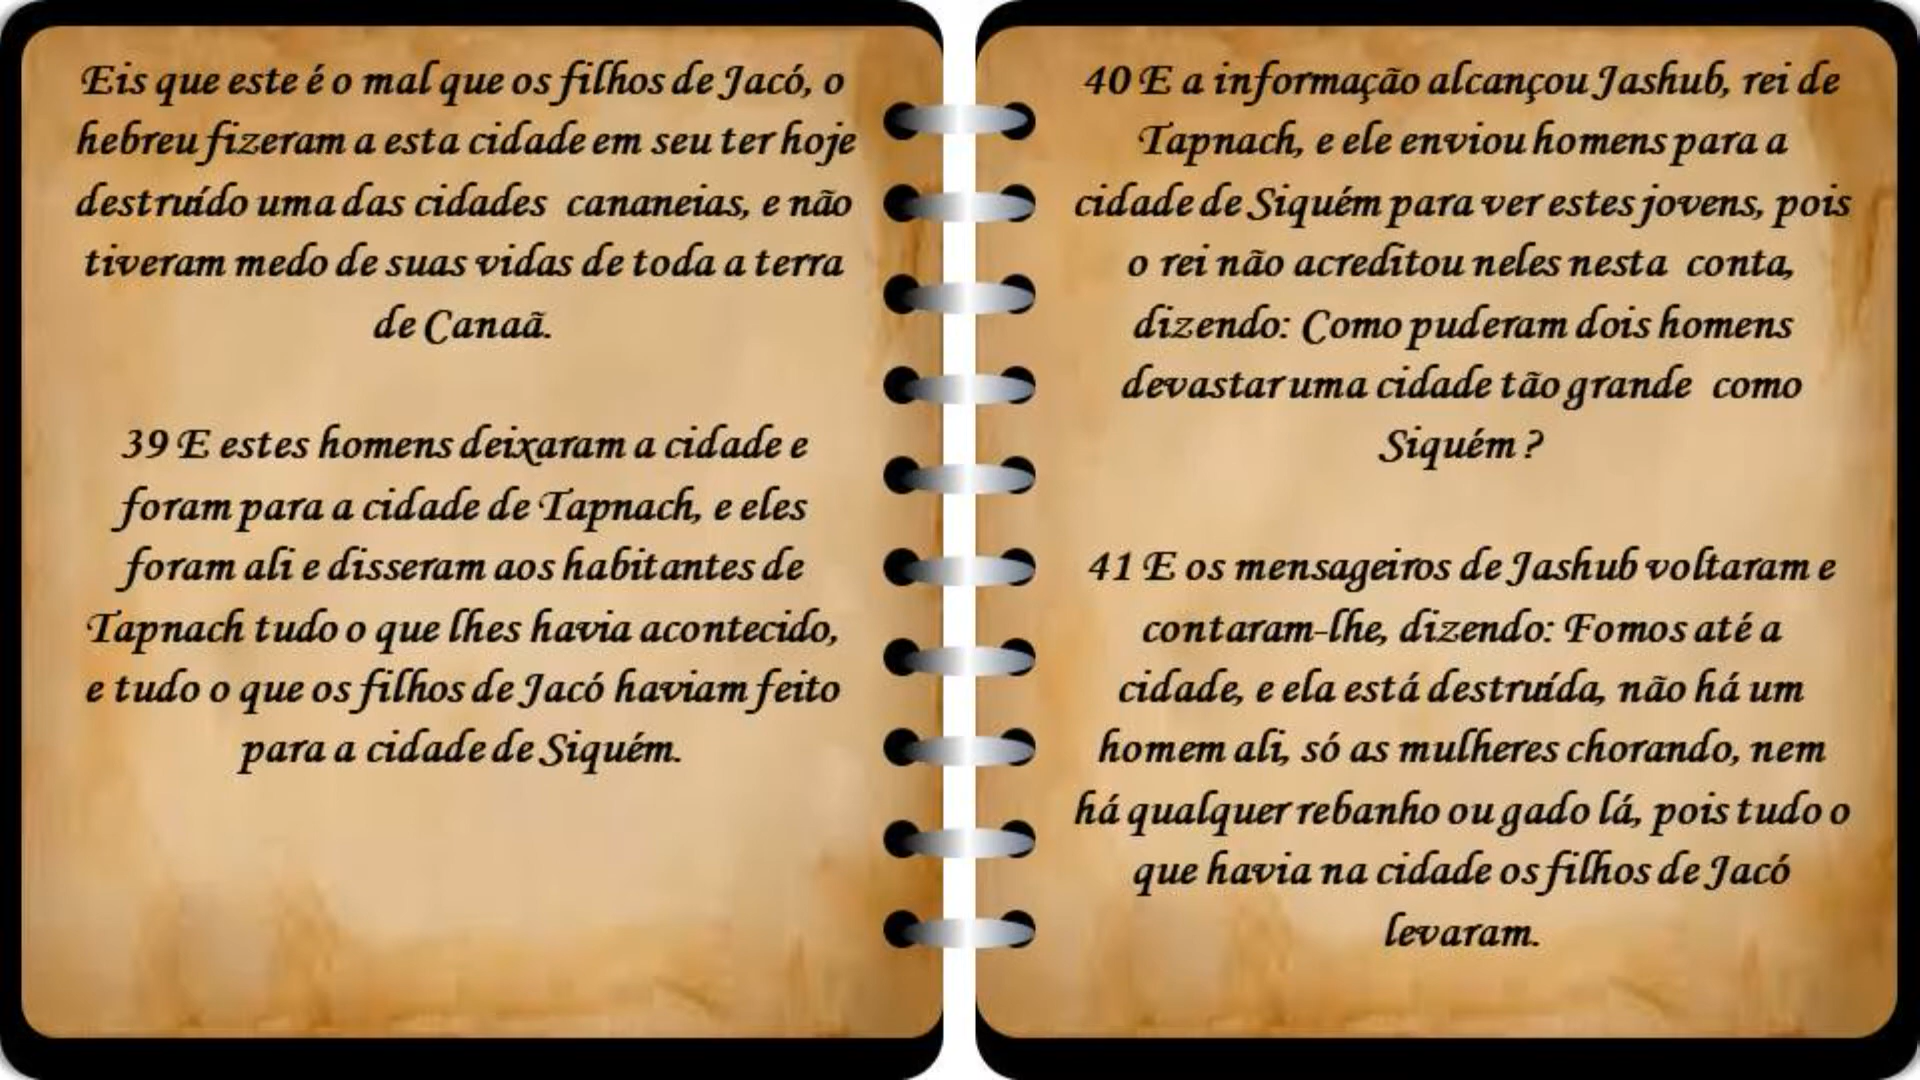 Eis que este é o mal que os filhos de Jacó, o
hebreu fizeram a esta cidade em seu ter hoje
destruído uma das cidades cananeias, e não
tiveram medo de suas vidas de toda a terra
de Canaã.
39 E estes homens deixaram a cidade e
foram para a cidade de Tapnach, e eles
foram ali e disseram aos habitantes de
Tapnach tudo o que lhes havia acontecido,
e tudo o que os filhos de Jacó haviam feito
para a cidade de Siquém.
40 E a informação alcançou Jashub, rei de
Tapnach, e ele enviou homens para a
cidade de Siquém para ver estes jovens, pois
o rei não acreditou neles nesta conta,
dizendo: Como puderam dois homens
devastar uma cidade tão grande como
Siquém ?
41 E os mensageiros de Jashub voltaram e
contaram-lhe, dizendo: Fomos até a
cidade, e ela está destruída, não há um
homem ali, só as mulheres chorando, nem
há qualquer rebanho ou gado lá, pois tudo o
que havia na cidade os filhos de Jacó
levaram.